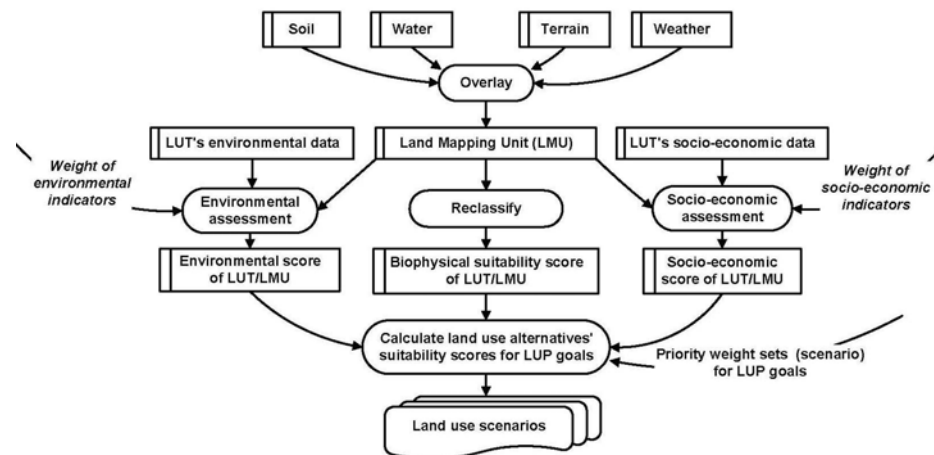 Soil
Water
Terrain
Weather
Overlay
LUT's environmental data
Land Mapping Unit (LMU)
LUT's socio-economic data
Weight of
environmental
indicators
Environmental
assessment
Reclassify
Socio-economic
assessment
Weight of
socio-economic
indicators
Environmental score
of LUT/LMU
Biophysical suitability score
of LUT/LMU
Socio-economic
score of LUT/LMU
Calculate land use alternatives'
suitability scores for LUP goals
Priority weight sets (scenario)
for LUP goals
Land use scenarios